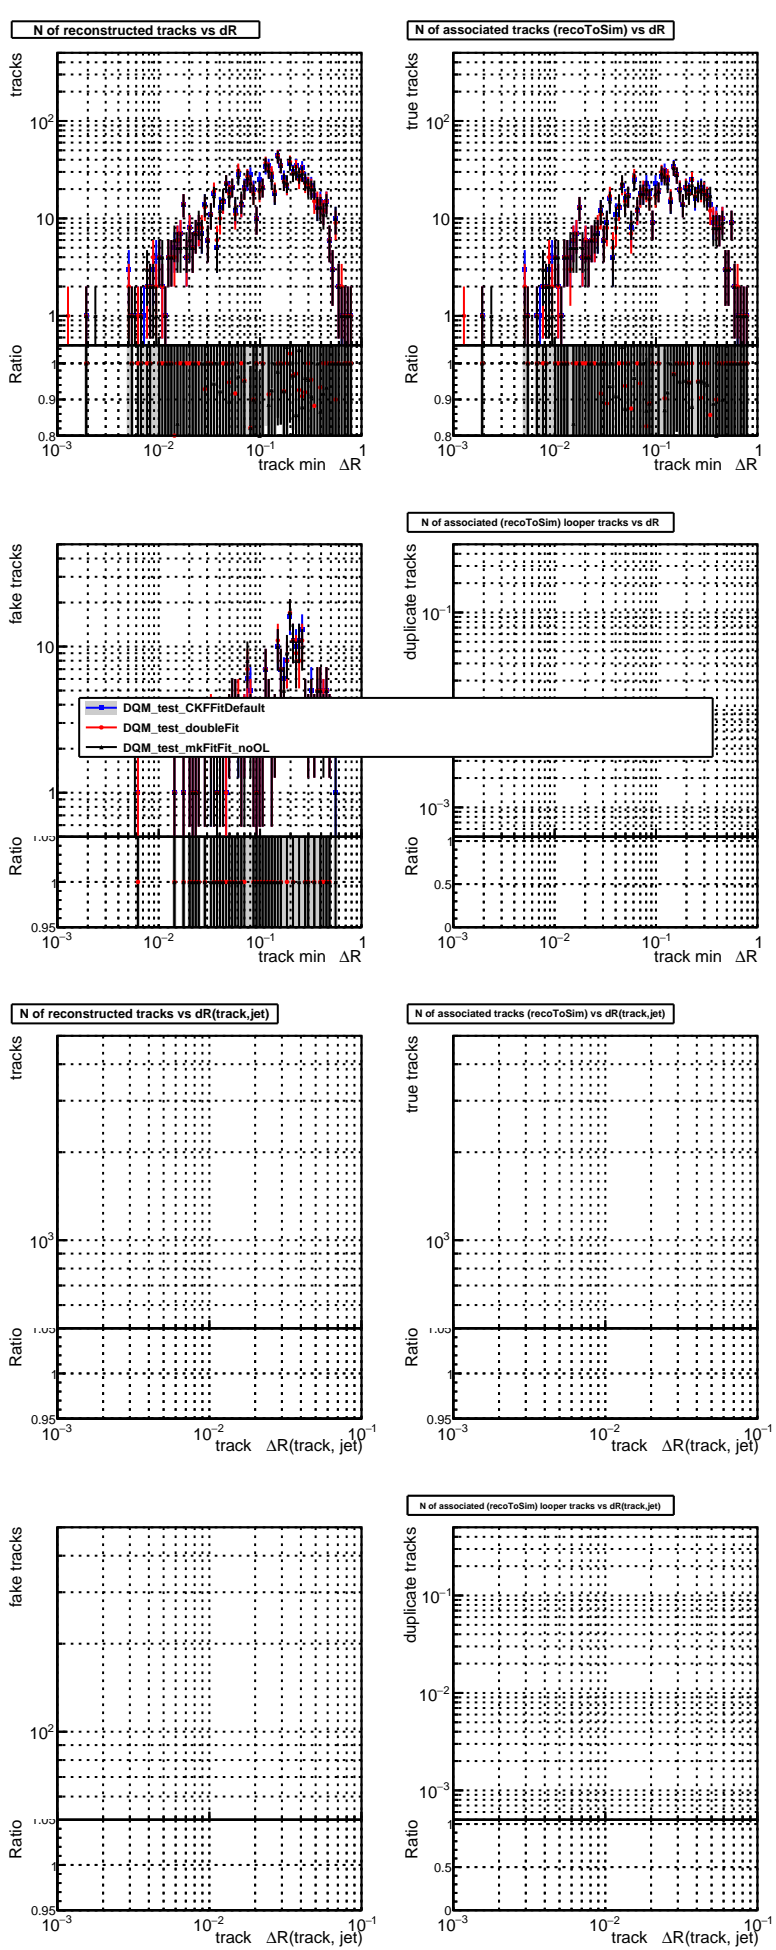 N of reconstructed tracks vs dR
tracks
10²
10
1
Ratio
1
0.9
0.8
10⁻³ 10⁻² 10⁻¹ 1
track min ΔR
N of associated tracks (recoToSim) vs dR
true tracks
10²
10
1
Ratio
1
0.9
0.8
10⁻³ 10⁻² 10⁻¹ 1
track min ΔR
fake tracks
10
1
Ratio
1.05
1
0.95
10⁻³ 10⁻² 10⁻¹ 1
track min ΔR
N of associated (recoToSim) looper tracks vs dR
duplicate tracks
10⁻¹
10⁻³
Ratio
1
0.5
0
10⁻³ 10⁻² 10⁻¹ 1
track min ΔR
DQM_test_CKFFitDefault
DQM_test_doubleFit
DQM_test_mkFitFit_noOL
N of reconstructed tracks vs dR(track,jet)
tracks
10³
Ratio
1.05
1
0.95
10⁻³ 10⁻² 10⁻¹
track ΔR(track, jet)
N of associated tracks (recoToSim) vs dR(track,jet)
true tracks
10³
Ratio
1.05
1
0.95
10⁻³ 10⁻² 10⁻¹
track ΔR(track, jet)
fake tracks
10²
Ratio
1.05
1
0.95
10⁻³ 10⁻² 10⁻¹
track ΔR(track, jet)
N of associated (recoToSim) looper tracks vs dR(track,jet)
duplicate tracks
10⁻¹
10⁻²
10⁻³
Ratio
1
0.5
0
10⁻³ 10⁻² 10⁻¹
track ΔR(track, jet)